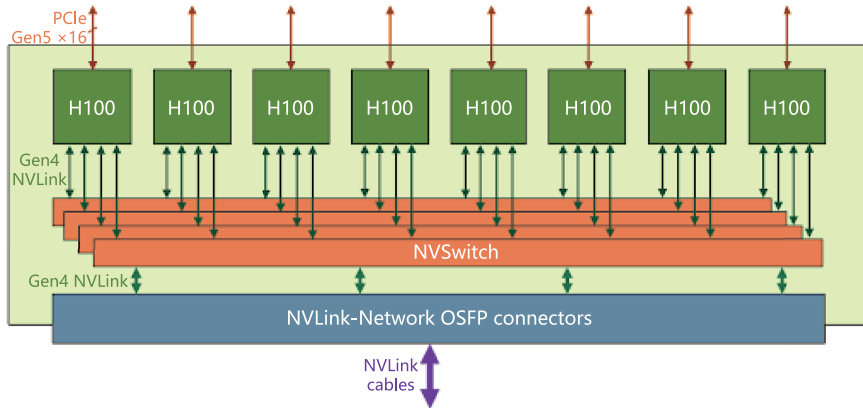 PCIe
Gen5 ×16
H100 H100 H100 H100 H100 H100 H100 H100
Gen4
NVLink
NVSwitch
Gen4 NVLink
NVLink-Network OSFP connectors
NVLink
cables